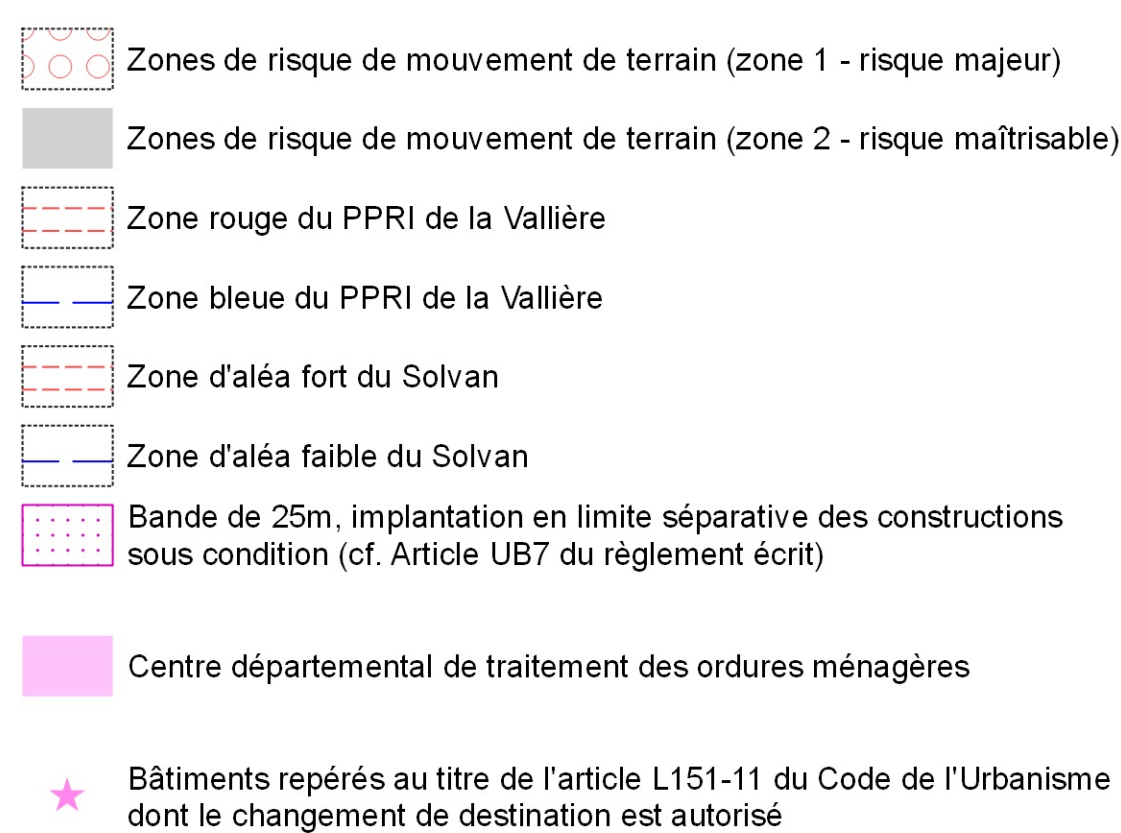 Zones de risque de mouvement de terrain (zone 1 - risque majeur)
Zones de risque de mouvement de terrain (zone 2 - risque maîtrisable)
Zone rouge du PPRI de la Vallière
Zone bleue du PPRI de la Vallière
Zone d'aléa fort du Solvan
Zone d'aléa faible du Solvan
Bande de 25m, implantation en limite séparative des constructions
sous condition (cf. Article UB7 du règlement écrit)
Centre départemental de traitement des ordures ménagères
Bâtiments repérés au titre de l'article L151-11 du Code de l'Urbanisme
dont le changement de destination est autorisé